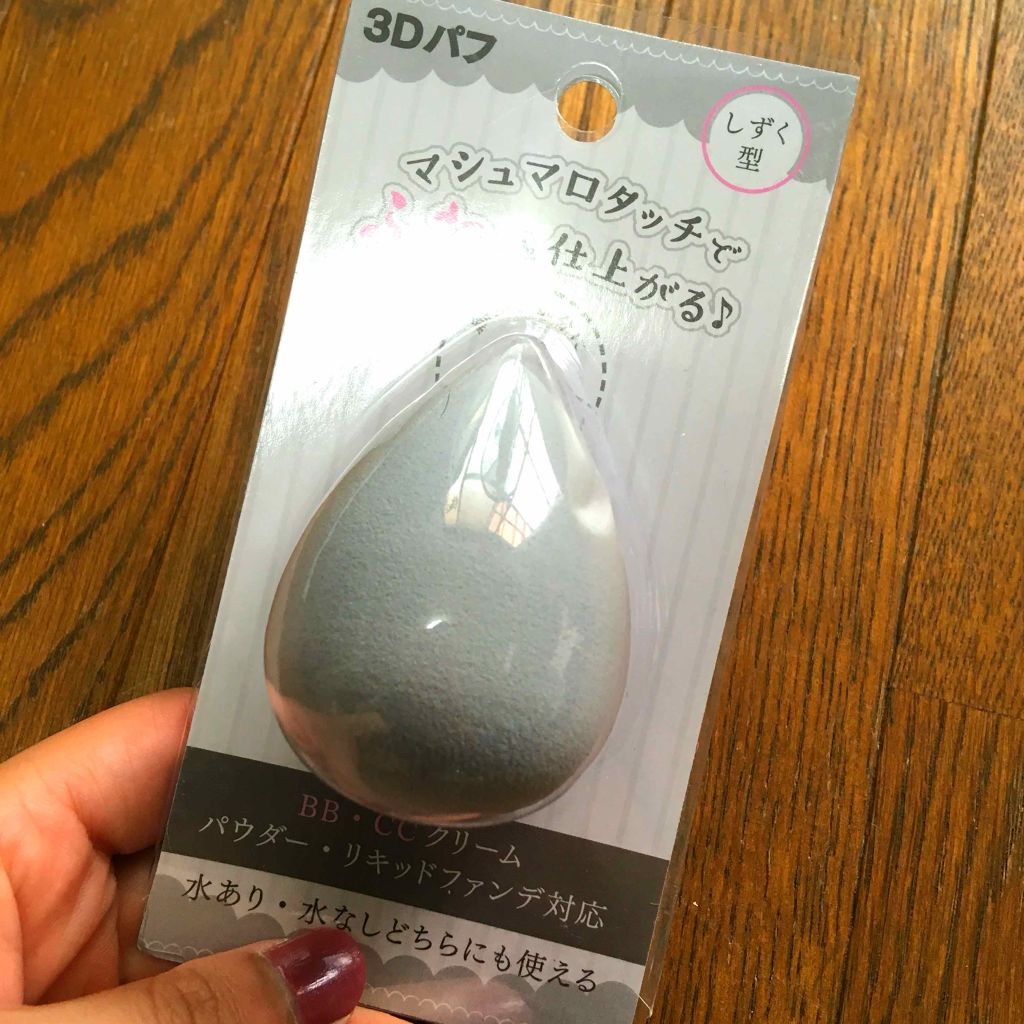 3Dパフ
しずく
型
マシュマロタッチで
仕上がる♪
BB・CCクリーム
パウダー・リキッドファンデ対応
水あり・水なしどちらにも使える